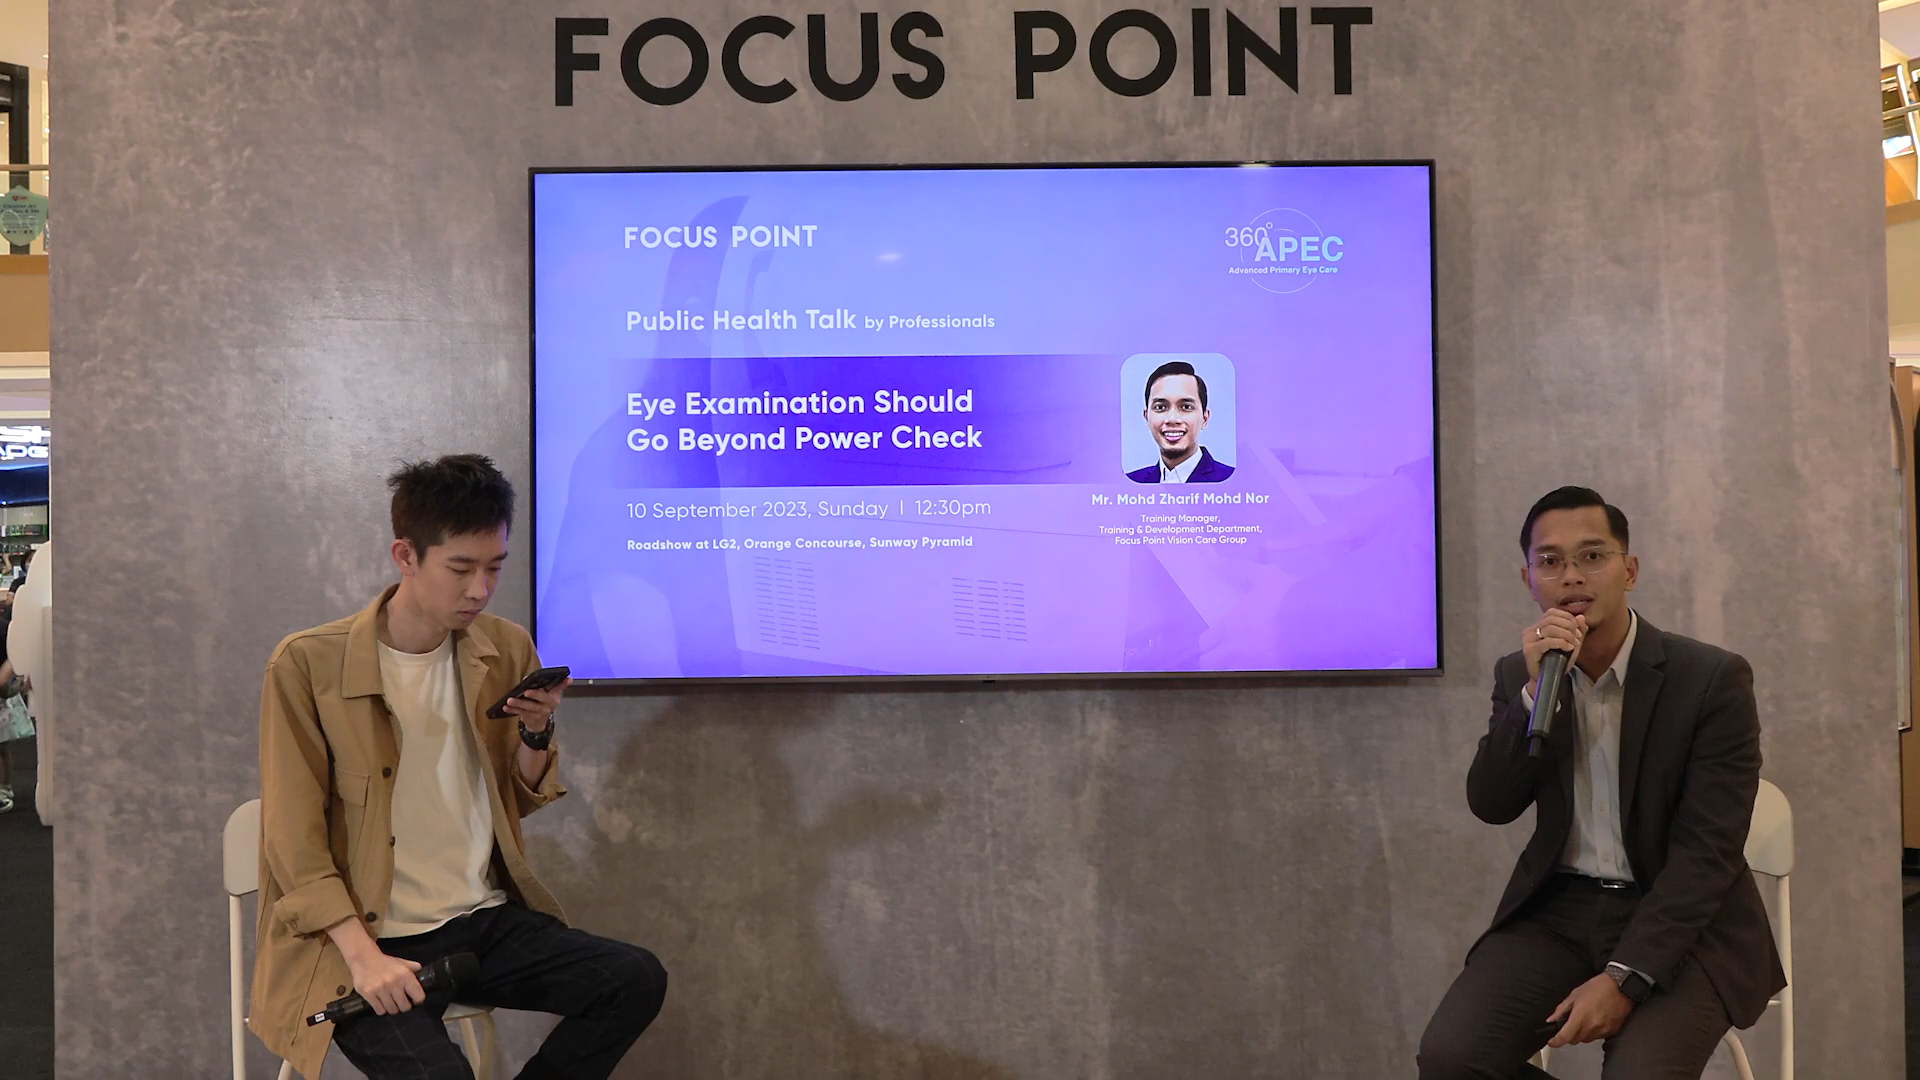 FOCUS POINT
FOCUS POINT
360° APEC
Advanced Primary Eye Care
Public Health Talk by Professionals
Eye Examination Should
Go Beyond Power Check
10 September 2023, Sunday | 12:30pm
Roadshow at LG2, Orange Concourse, Sunway Pyramid
Mr. Mohd Zharif Mohd Nor
Training Manager,
Training & Development Department,
Focus Point Vision Care Group